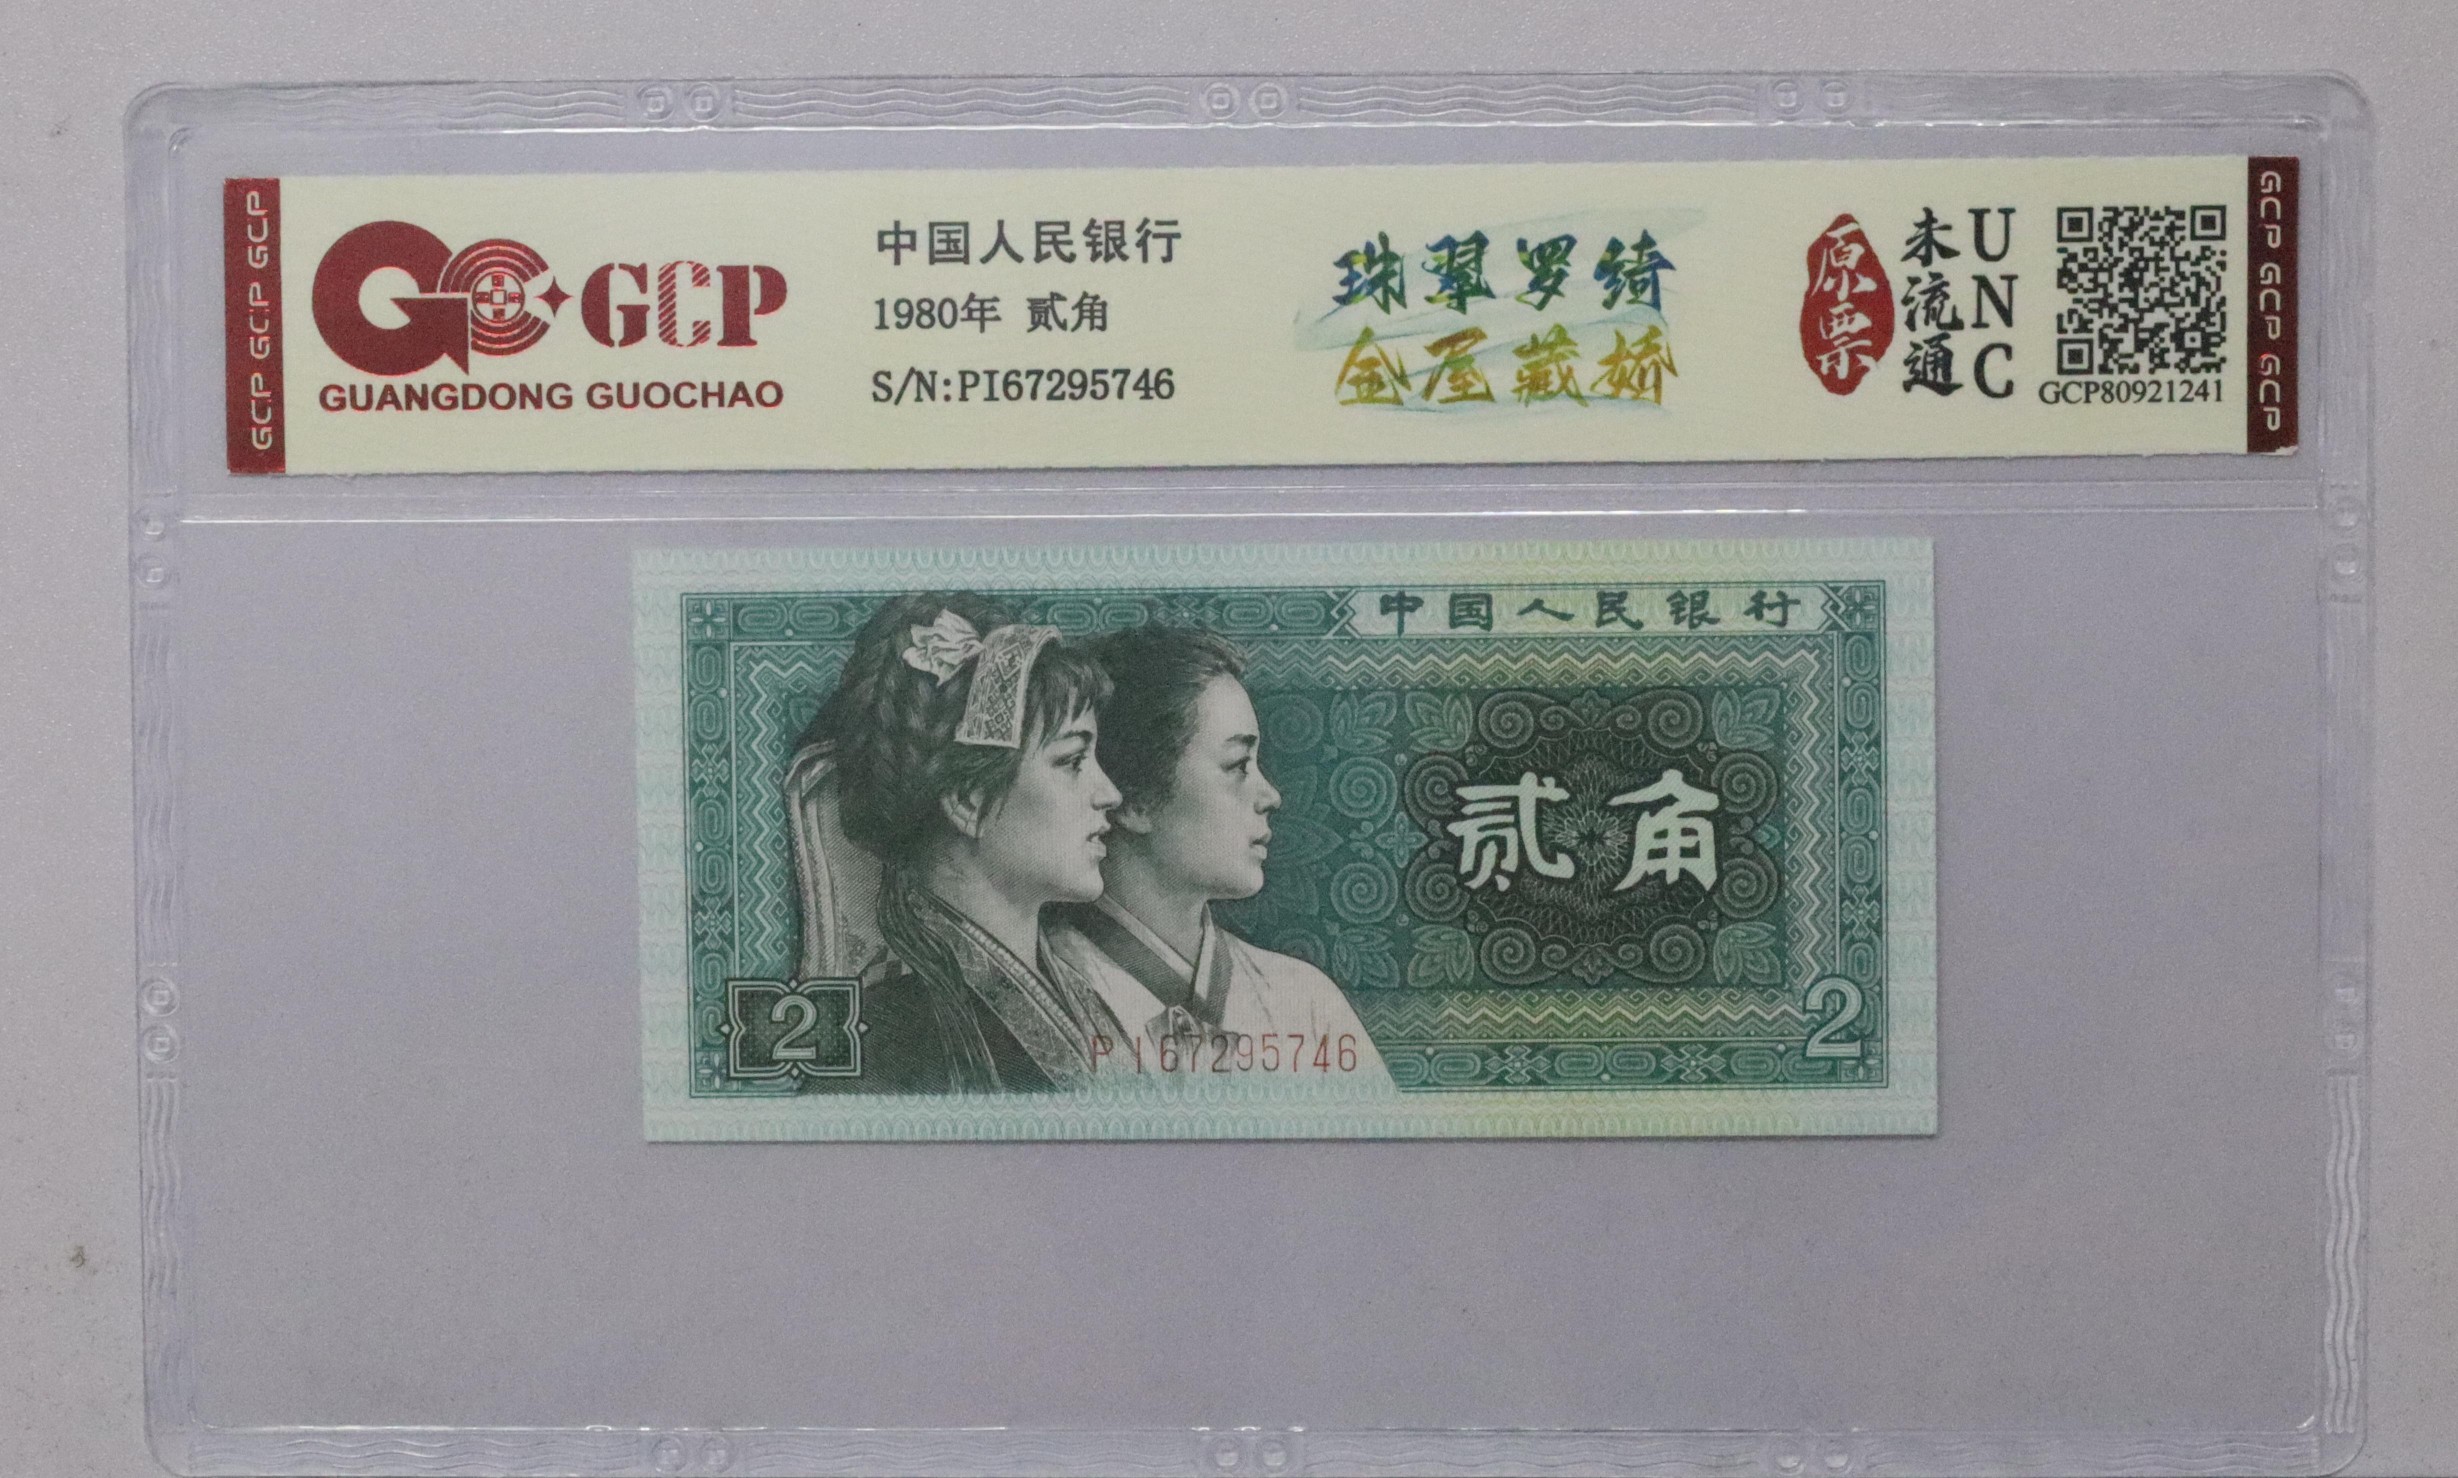 GCP GCP GCP
GCP
GUANGDONG GUOCHAO
中国人民银行
1980年 贰角
S/N:PI67295746
珠翠罗绮
金屋藏娇
原票
未流通
UNC
GCP80921241
GCP GCP GCP
中国人民银行
贰角
2
2
PI67295746